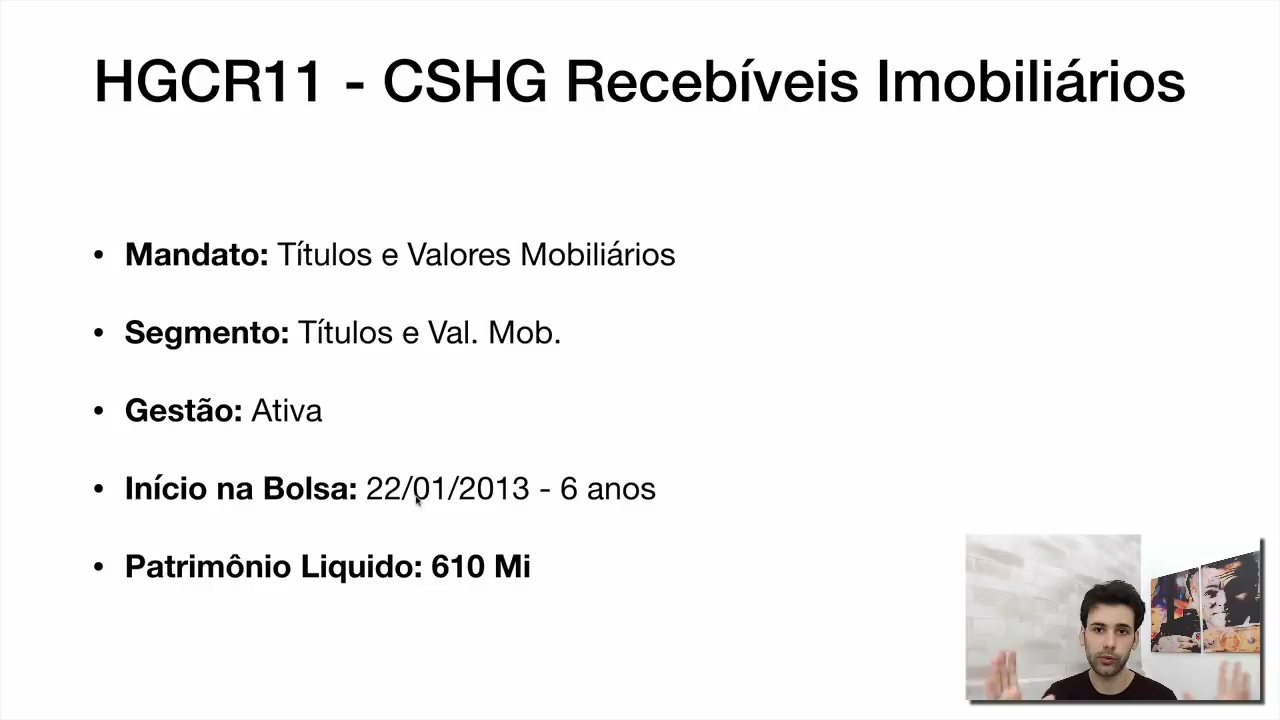 HGCR11 - CSHG Recebíveis Imobiliários
• Mandato: Títulos e Valores Mobiliários
• Segmento: Títulos e Val. Mob.
• Gestão: Ativa
• Início na Bolsa: 22/01/2013 - 6 anos
• Patrimônio Liquido: 610 Mi